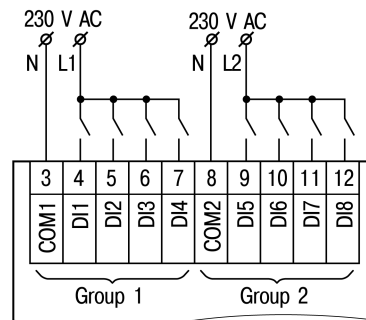 230 V AC 230 V AC
N L1 N L2
3 4 5 6 7 8 9 10 11 12
COM1 DI1 DI2 DI3 DI4 COM2 DI5 DI6 DI7 DI8
Group 1 Group 2